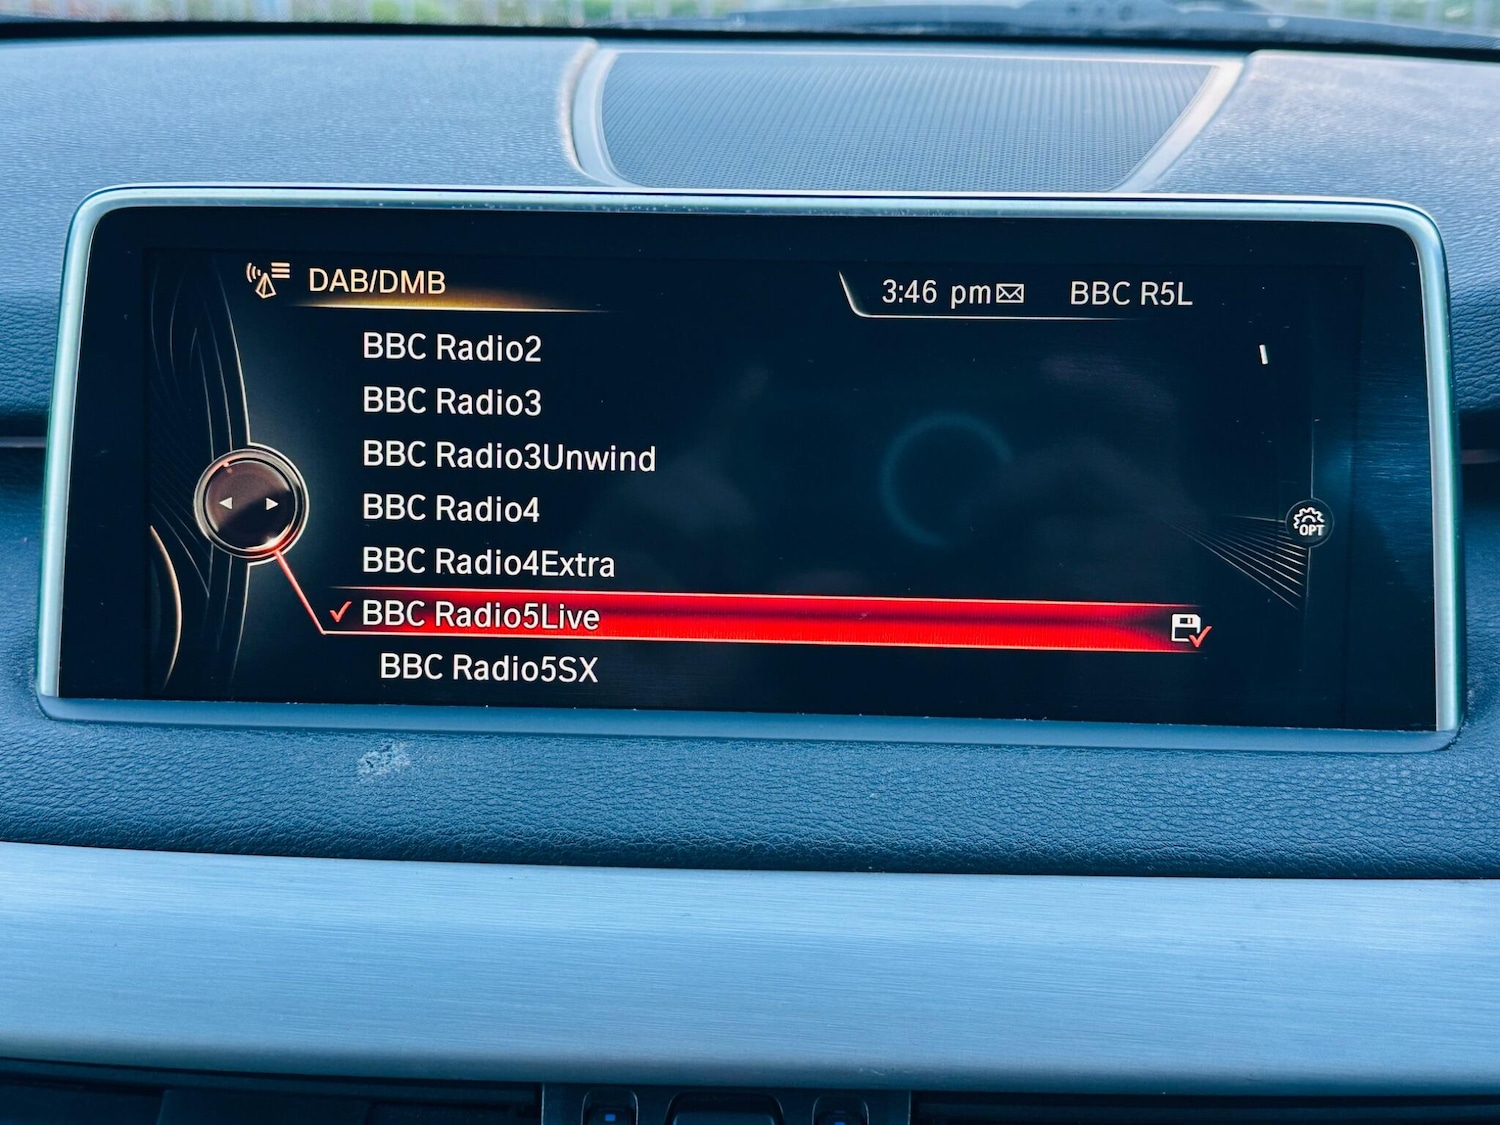 DAB/DMB
3:46 pm BBC R5L
BBC Radio2
BBC Radio3
BBC Radio3Unwind
BBC Radio4
BBC Radio4Extra
BBC Radio5Live
BBC Radio5SX
OPT